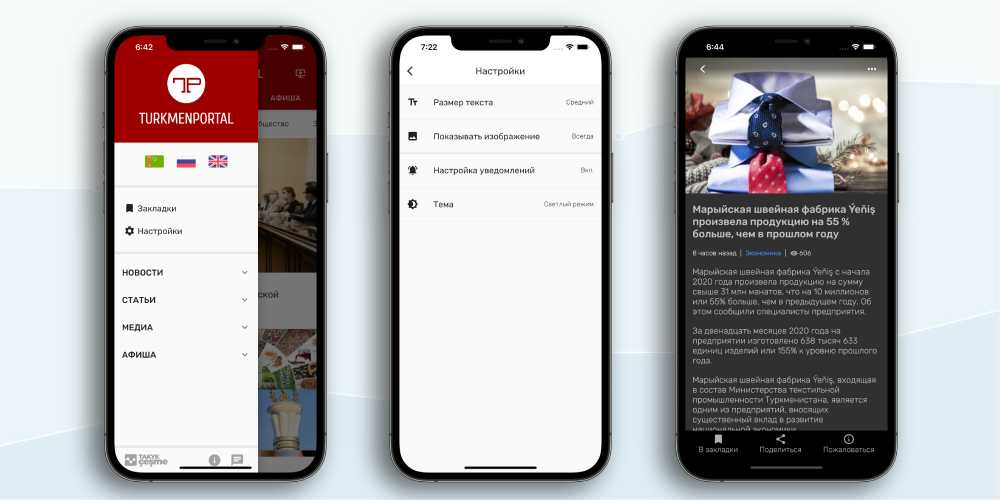 6:42
TP
TURKMENPORTAL
L
АФИША
бщество
З
Закладки
Настройки
НОВОСТИ
ской
СТАТЬИ
МЕДИА
АФИША
TAKYK
çeşme
7:22
Настройки
Размер текста
Средний
Показывать изображение
Всегда
Настройка уведомлений
Вкл.
Тема
Светлый режим
6:44
Марыйская швейная фабрика Ýeňiş
произвела продукцию на 55 %
больше, чем в прошлом году
8 часов назад | Экономика | 606
Марыйская швейная фабрика Ýeňiş с начала
2020 года произвела продукцию на сумму
свыше 31 млн манатов, что на 10 миллионов
или 55% больше, чем в предыдущем году. Об
этом сообщили специалисты предприятия.
За двенадцать месяцев 2020 года на
предприятии изготовлено 638 тысяч 633
единиц изделий или 155% к уровню прошлого
года.
Марыйская швейная фабрика Ýeňiş, входящая
в состав Министерства текстильной
промышленности Туркменистана, является
одним из предприятий, вносящих
существенный вклад в развитие
национальной экономики
В закладки
Поделиться
Пожаловаться